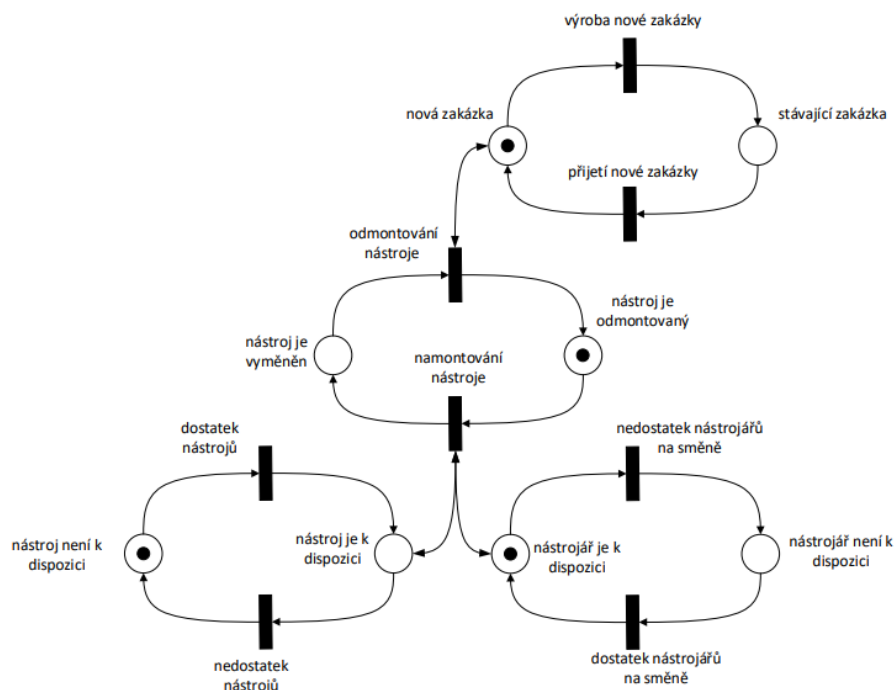 výroba nové zakázky
nová zakázka
stávající zakázka
přijetí nové zakázky
odmontování
nástroje
nástroj je
odmontovaný
nástroj je
vyměněn
namontování
nástroje
dostatek
nástrojů
nedostatek nástrojářů
na směně
nástroj není k
dispozici
nástroj je k
dispozici
nástrojář je k
dispozici
nástrojář není k
dispozici
nedostatek
nástrojů
dostatek nástrojářů
na směně